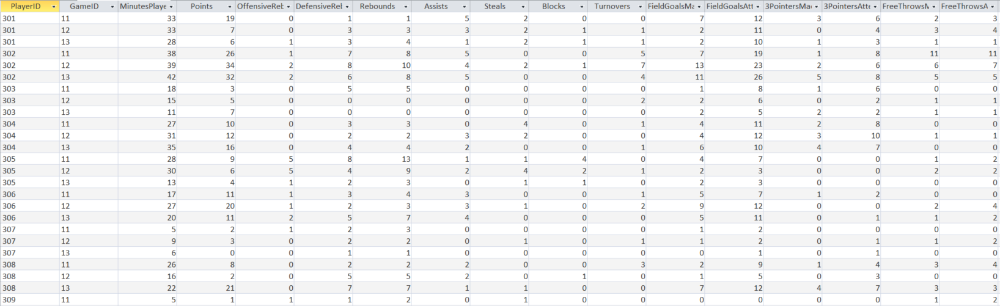 PlayerID GameID MinutesPlaye Points OffensiveReb DefensiveReb Rebounds Assists Steals Blocks Turnovers FieldGoalsMa FieldGoalsAtt 3PointersMac 3PointersAtte FreeThrowsM FreeThrowsA
301 11 33 19 0 1 1 5 2 0 0 7 12 3 6 2 3
301 12 33 7 0 3 3 3 2 1 1 2 11 0 4 3 4
301 13 28 6 1 3 4 1 2 1 1 2 10 1 3 1 1
302 11 38 26 1 7 8 5 0 0 5 7 19 1 8 11 11
302 12 39 34 2 8 10 4 2 1 7 13 23 2 6 6 7
302 13 42 32 2 6 8 5 0 0 4 11 26 5 8 5 5
303 11 18 3 0 5 5 0 0 0 0 1 8 1 6 0 0
303 12 15 5 0 0 0 0 0 0 2 2 6 0 2 1 1
303 13 11 7 0 0 0 0 0 0 0 2 5 2 2 1 1
304 11 27 10 0 3 3 0 4 0 1 4 11 2 8 0 0
304 12 31 12 0 2 2 3 2 0 0 4 12 3 10 1 1
304 13 35 16 0 4 4 2 0 0 1 6 10 4 7 0 0
305 11 28 9 5 8 13 1 1 4 0 4 7 0 0 1 2
305 12 30 6 5 4 9 2 4 2 1 2 3 0 0 2 2
305 13 13 4 1 2 3 0 1 1 0 2 3 0 0 0 0
306 11 17 11 1 3 4 3 0 0 1 5 7 1 2 0 0
306 12 27 20 1 2 3 3 1 0 2 9 12 0 0 2 4
306 13 20 11 2 5 7 4 0 0 0 5 11 0 1 1 2
307 11 5 2 1 2 3 0 0 0 0 1 2 0 0 0 0
307 12 9 3 0 2 2 0 1 0 1 1 2 0 1 1 2
307 13 6 0 0 1 1 0 0 0 0 0 1 0 1 0 0
308 11 26 8 0 2 2 2 0 0 3 2 9 1 4 3 4
308 12 16 2 0 5 5 2 0 1 0 1 5 0 3 0 0
308 13 22 21 0 7 7 1 1 0 0 7 12 4 7 3 3
309 11 5 1 1 1 2 0 1 0 0 0 0 0 0 1 2